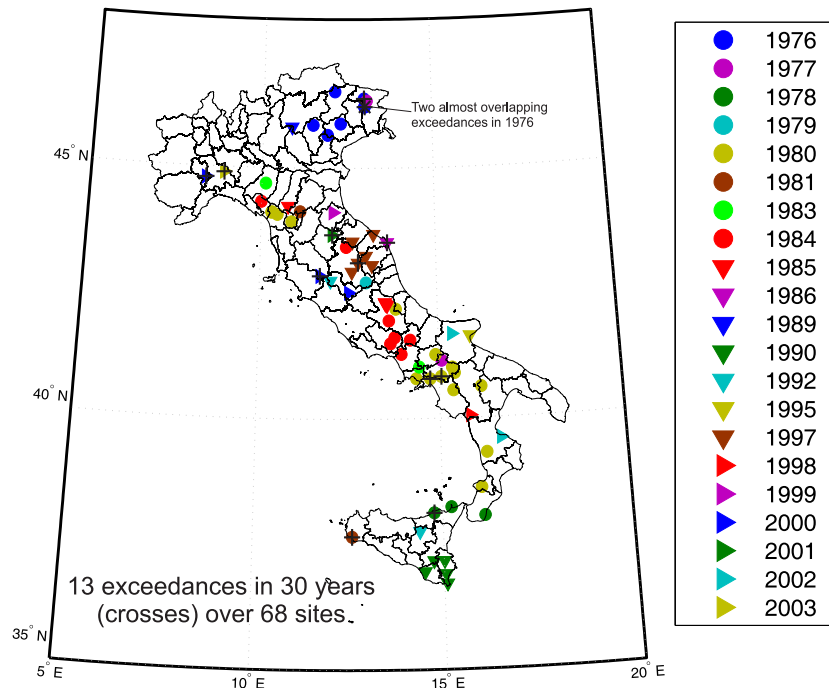 Two almost overlapping
exceedances in 1976
45° N
40° N
35° N
5° E
10° E
15° E
20° E
13 exceedances in 30 years
(crosses) over 68 sites
1976
1977
1978
1979
1980
1981
1983
1984
1985
1986
1989
1990
1992
1995
1997
1998
1999
2000
2001
2002
2003